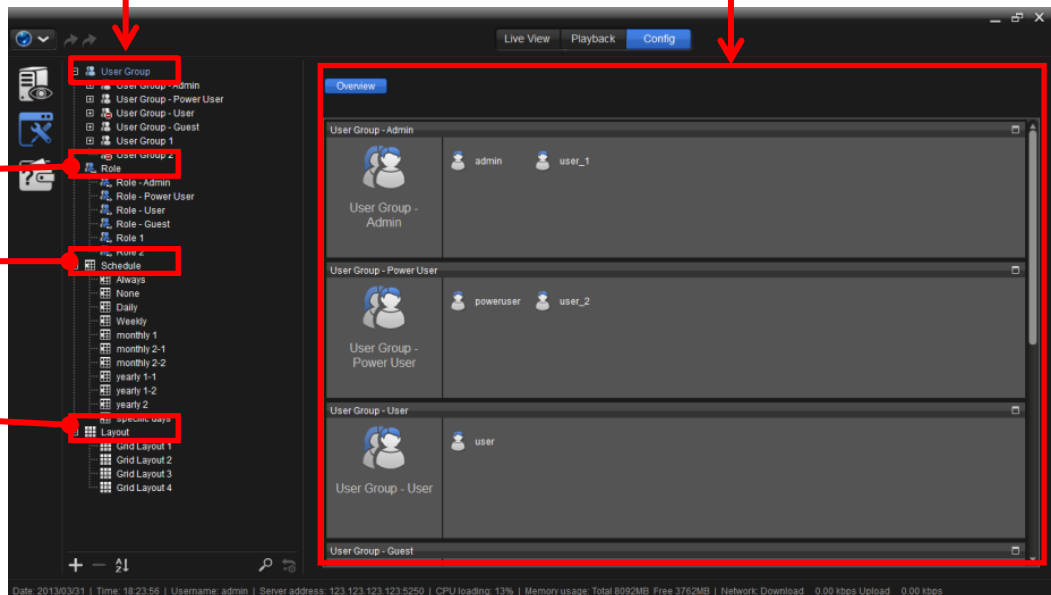 Live View Playback Config
User Group
User Group - Admin
User Group - Power User
User Group - User
User Group - Guest
User Group 1
User Group 2
Role
Role - Admin
Role - Power User
Role - User
Role - Guest
Role 1
Role 2
Schedule
Always
None
Daily
Weekly
monthly 1
monthly 2-1
monthly 2-2
yearly 1-1
yearly 1-2
yearly 2
specific days
Layout
Grid Layout 1
Grid Layout 2
Grid Layout 3
Grid Layout 4
Overview
User Group - Admin
admin user_1
User Group -
Admin
User Group - Power User
poweruser user_2
User Group -
Power User
User Group - User
user
User Group - User
User Group - Guest
Date: 2013/03/31 | Time: 18:23:56 | Username: admin | Server address: 123.123.123.123:5250 | CPU loading: 13% | Memory usage: Total 8092MB Free 3762MB | Network: Download 0.00 kbps Upload 0.00 kbps